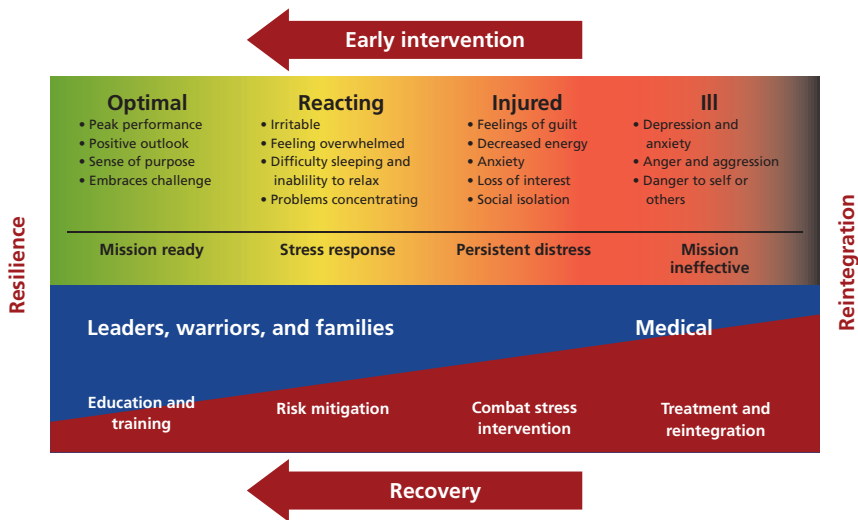 Early intervention
Resilience
Optimal
• Peak performance
• Positive outlook
• Sense of purpose
• Embraces challenge
Mission ready
Reacting
• Irritable
• Feeling overwhelmed
• Difficulty sleeping and
inablility to relax
• Problems concentrating
Stress response
Injured
• Feelings of guilt
• Decreased energy
• Anxiety
• Loss of interest
• Social isolation
Persistent distress
Ill
• Depression and
anxiety
• Anger and aggression
• Danger to self or
others
Mission
ineffective
Reintegration
Leaders, warriors, and families
Medical
Education and
training
Risk mitigation
Combat stress
intervention
Treatment and
reintegration
Recovery